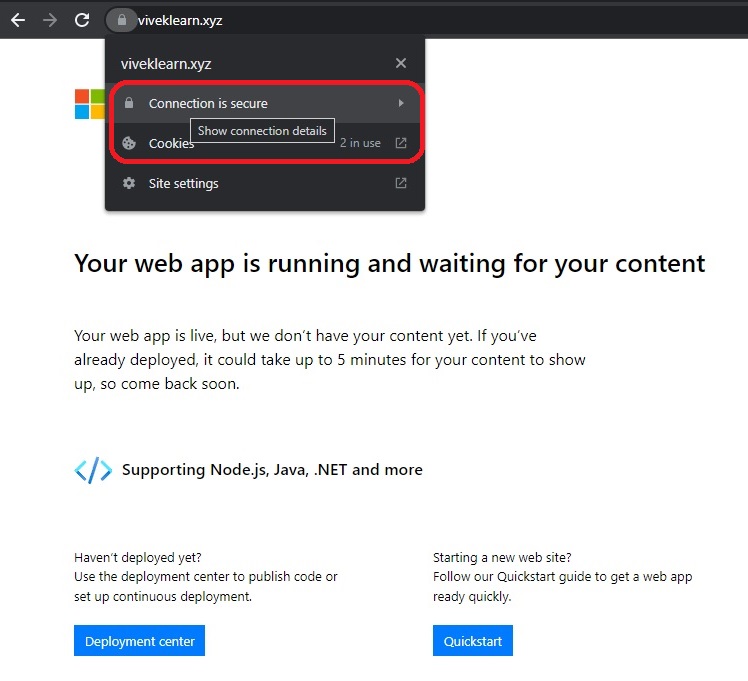 viveklearn.xyz
viveklearn.xyz
Connection is secure
Show connection details
Cookies
2 in use
Site settings
Your web app is running and waiting for your content
Your web app is live, but we don’t have your content yet. If you’ve
already deployed, it could take up to 5 minutes for your content to show
up, so come back soon.
Supporting Node.js, Java, .NET and more
Haven’t deployed yet?
Use the deployment center to publish code or
set up continuous deployment.
Deployment center
Starting a new web site?
Follow our Quickstart guide to get a web app
ready quickly.
Quickstart